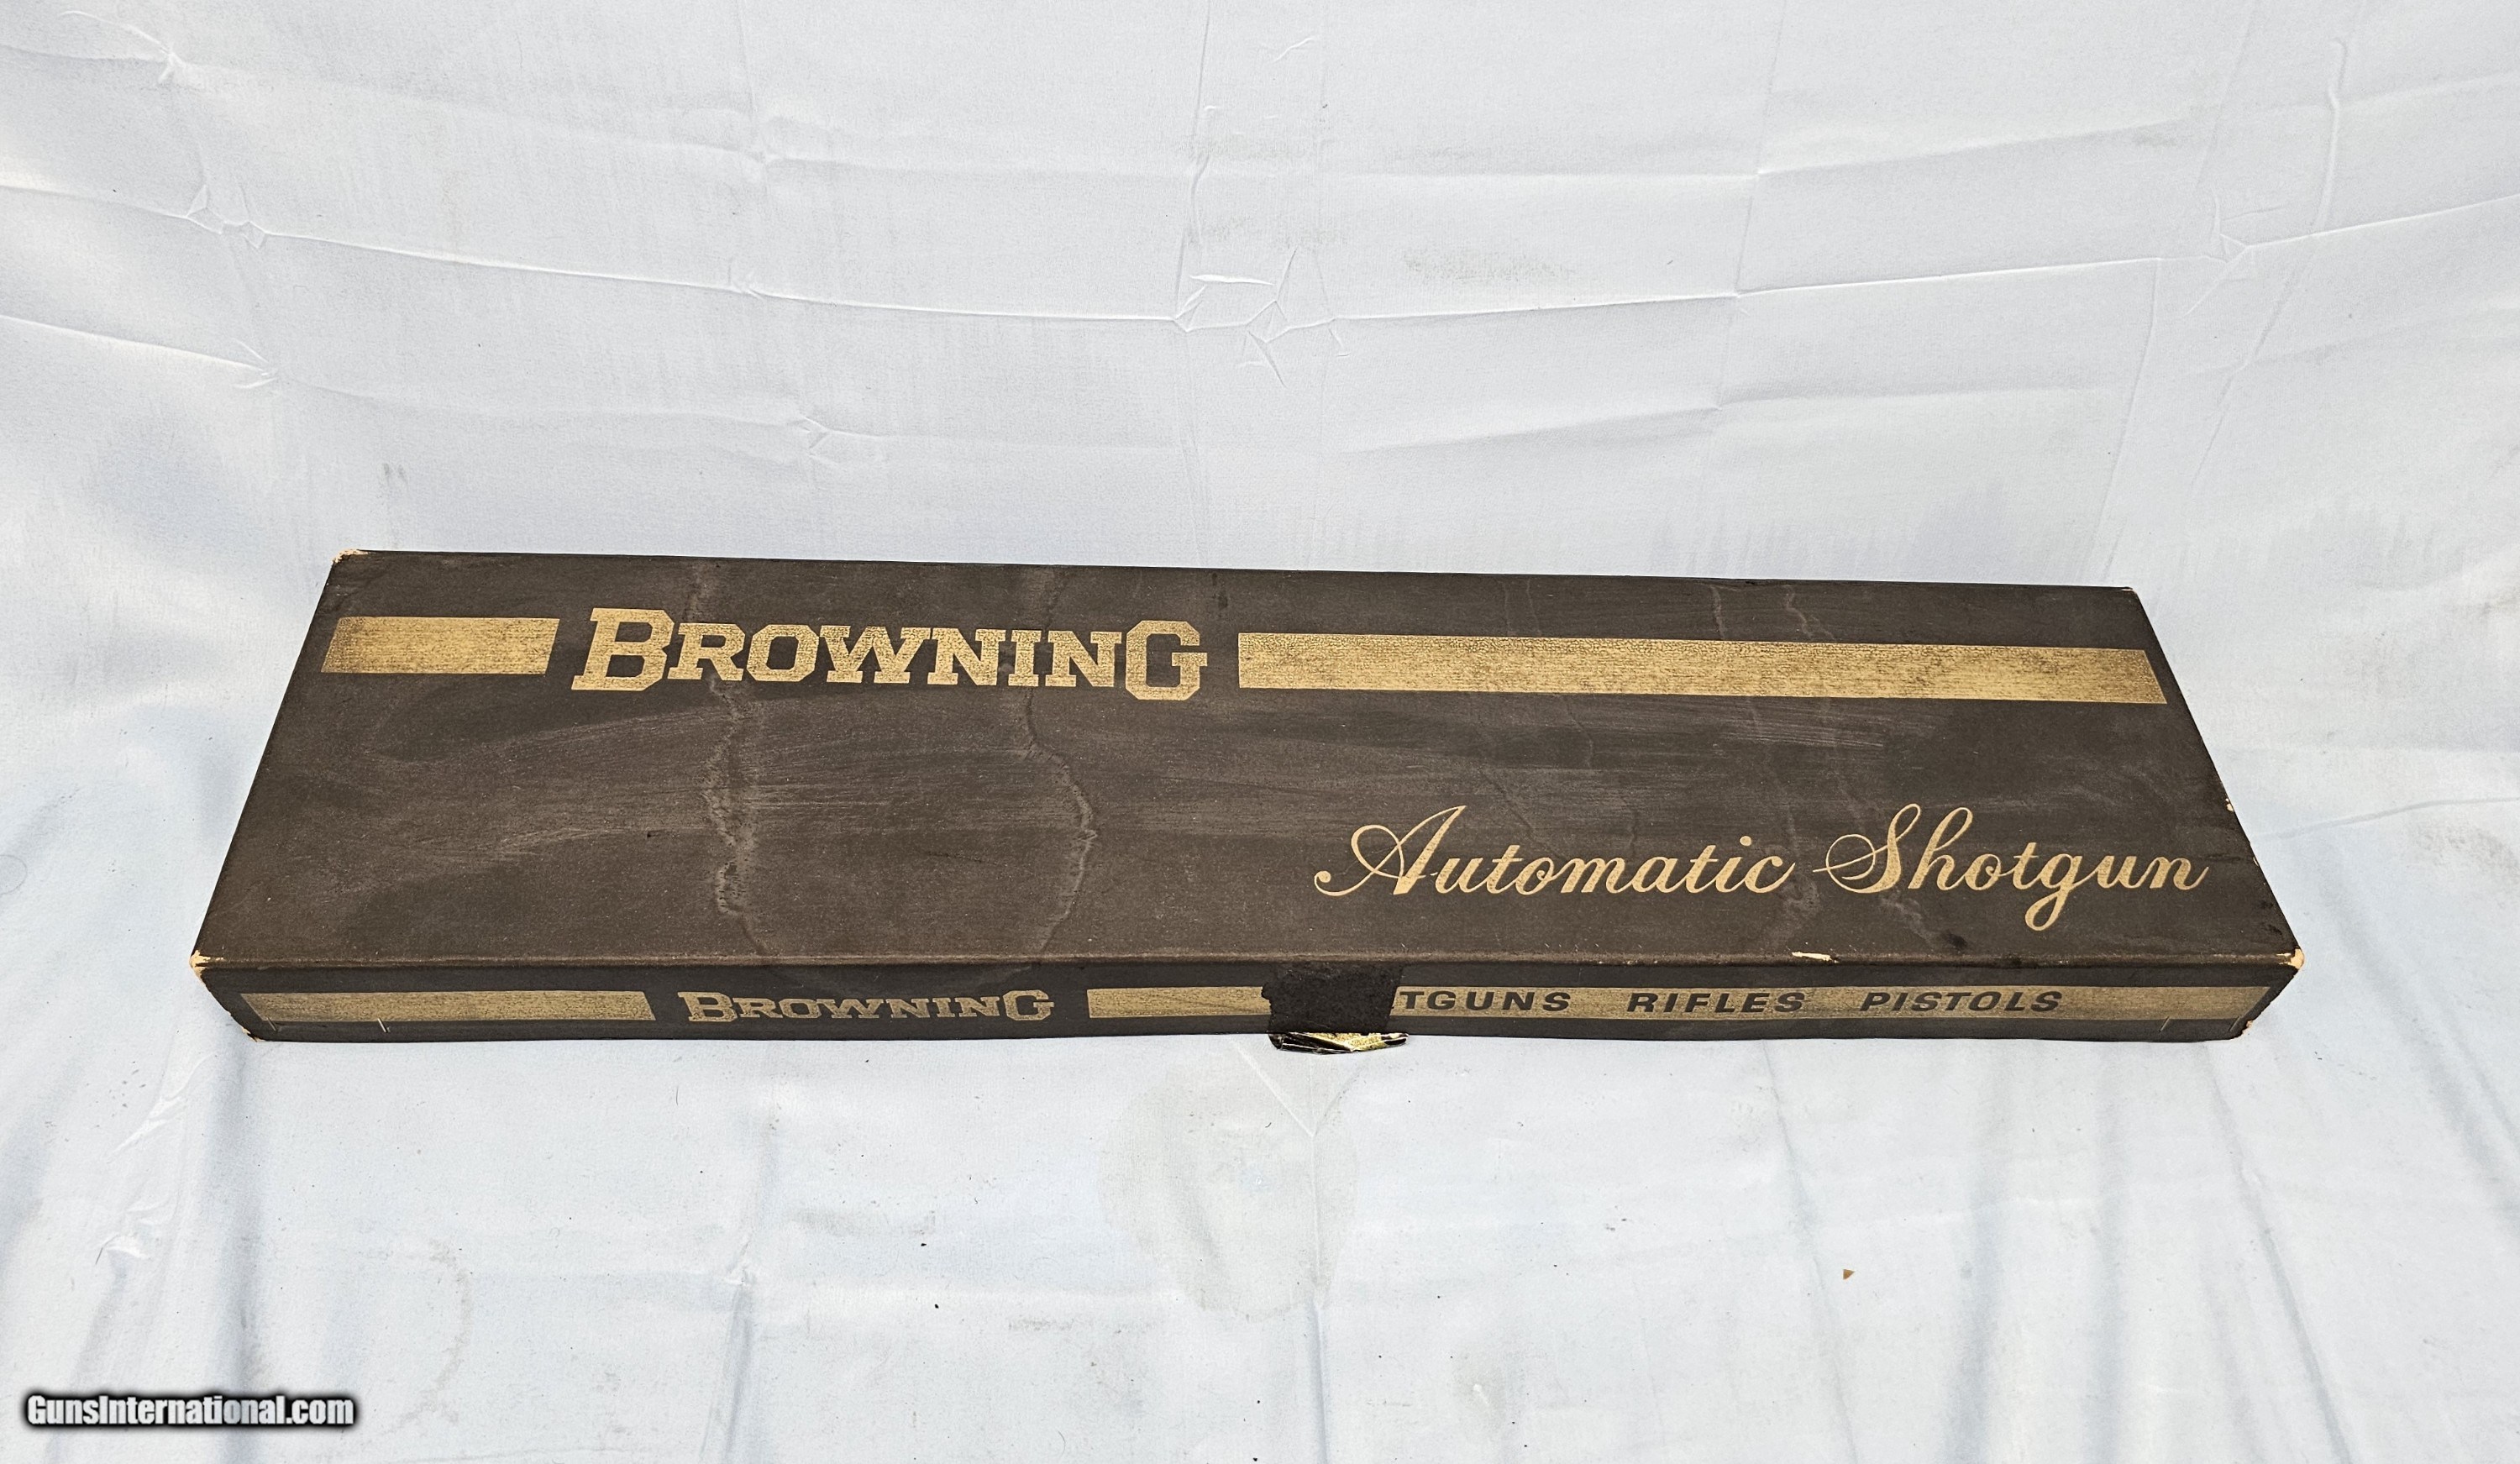 BROWNING
Automatic Shotgun
BROWNING TGUNS RIFLES PISTOLS
GunsInternational.com